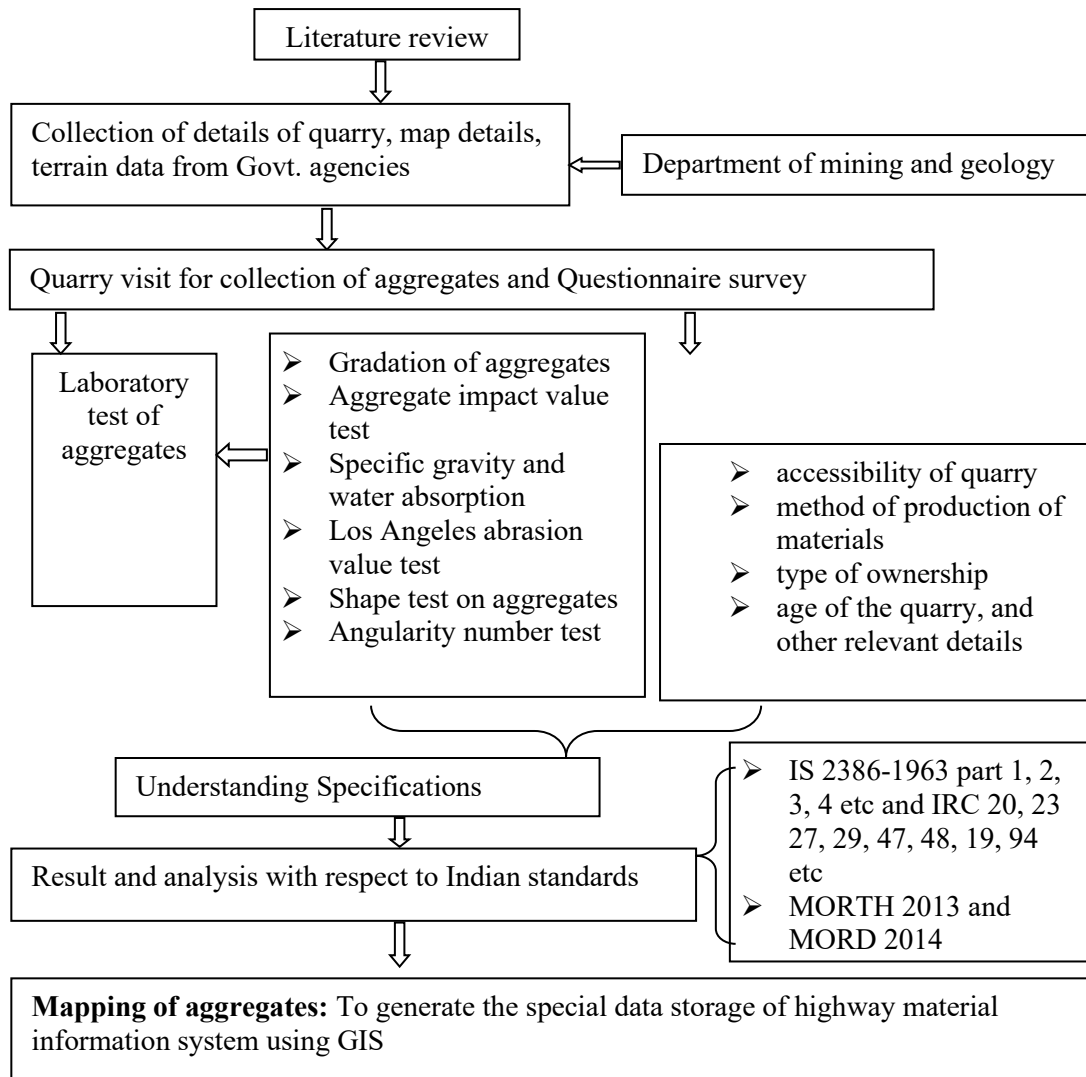 Literature review
Collection of details of quarry, map details,
terrain data from Govt. agencies
Department of mining and geology
Quarry visit for collection of aggregates and Questionnaire survey
Laboratory
test of
aggregates
➢ Gradation of aggregates
➢ Aggregate impact value
test
➢ Specific gravity and
water absorption
➢ Los Angeles abrasion
value test
➢ Shape test on aggregates
➢ Angularity number test
➢ accessibility of quarry
➢ method of production of
materials
➢ type of ownership
➢ age of the quarry, and
other relevant details
Understanding Specifications
➢ IS 2386-1963 part 1, 2,
3, 4 etc and IRC 20, 23
27, 29, 47, 48, 19, 94
etc
➢ MORTH 2013 and
MORD 2014
Result and analysis with respect to Indian standards
Mapping of aggregates: To generate the special data storage of highway material
information system using GIS